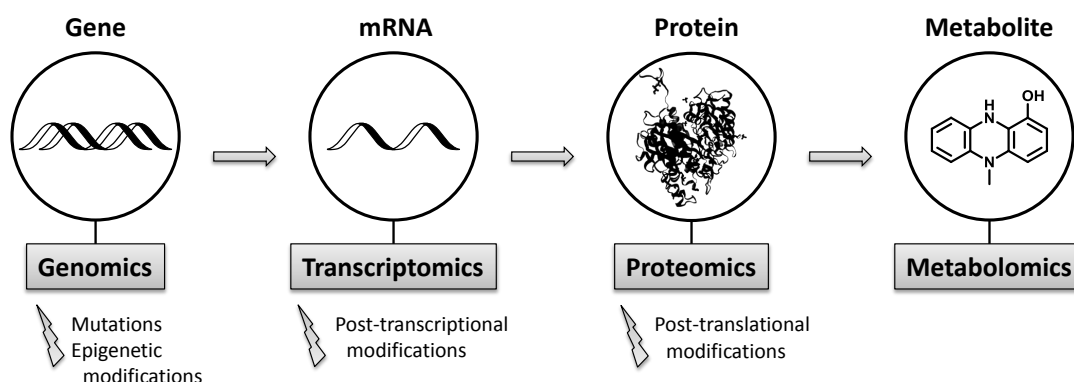 Gene
mRNA
Protein
Metabolite
H
N
OH
N
Genomics
Transcriptomics
Proteomics
Metabolomics
Mutations
Epigenetic
modifications
Post-transcriptional
modifications
Post-translational
modifications